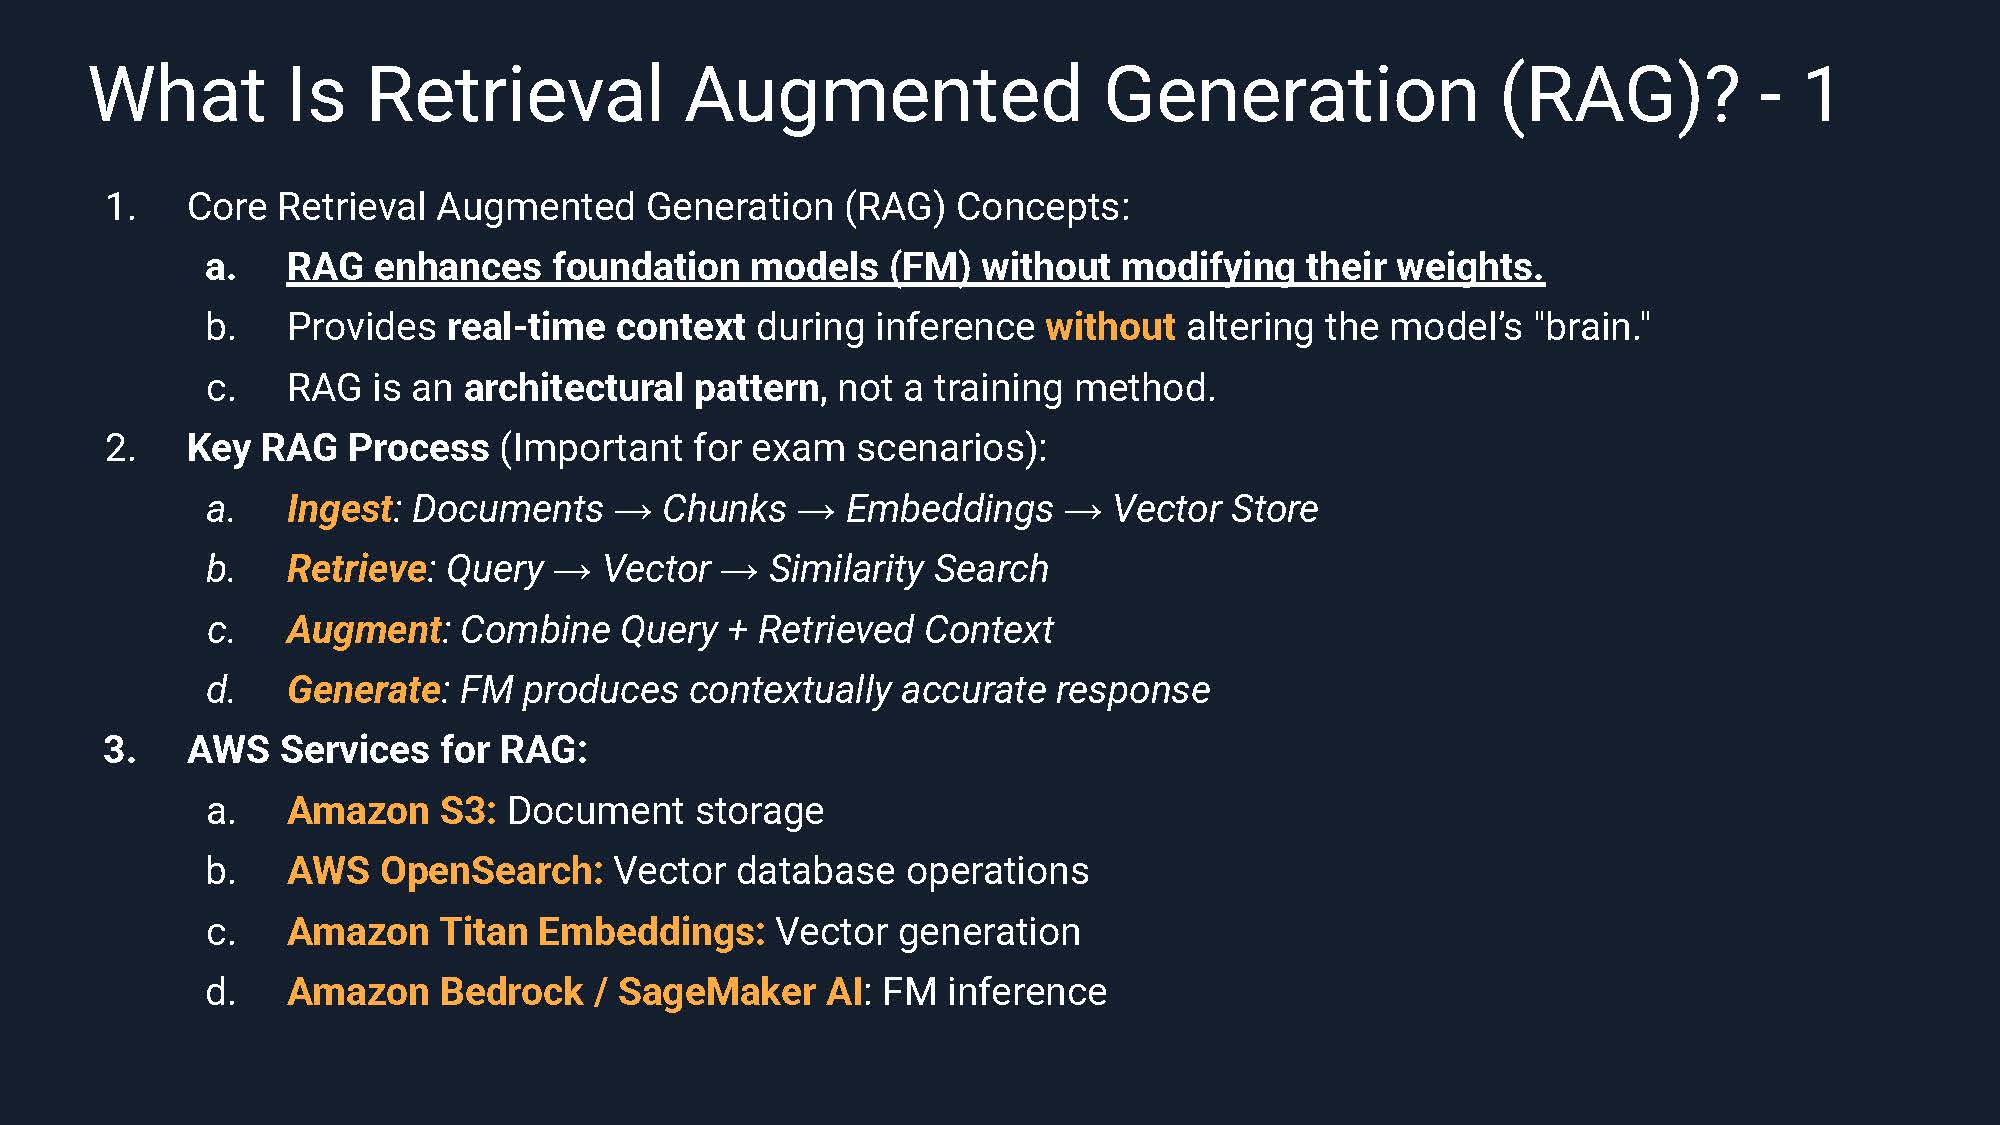 What Is Retrieval Augmented Generation (RAG)? - 1
1. Core Retrieval Augmented Generation (RAG) Concepts:
a. RAG enhances foundation models (FM) without modifying their weights.
b. Provides real-time context during inference without altering the model’s "brain."
c. RAG is an architectural pattern, not a training method.
2. Key RAG Process (Important for exam scenarios):
a. Ingest: Documents → Chunks → Embeddings → Vector Store
b. Retrieve: Query → Vector → Similarity Search
c. Augment: Combine Query + Retrieved Context
d. Generate: FM produces contextually accurate response
3. AWS Services for RAG:
a. Amazon S3: Document storage
b. AWS OpenSearch: Vector database operations
c. Amazon Titan Embeddings: Vector generation
d. Amazon Bedrock / SageMaker AI: FM inference